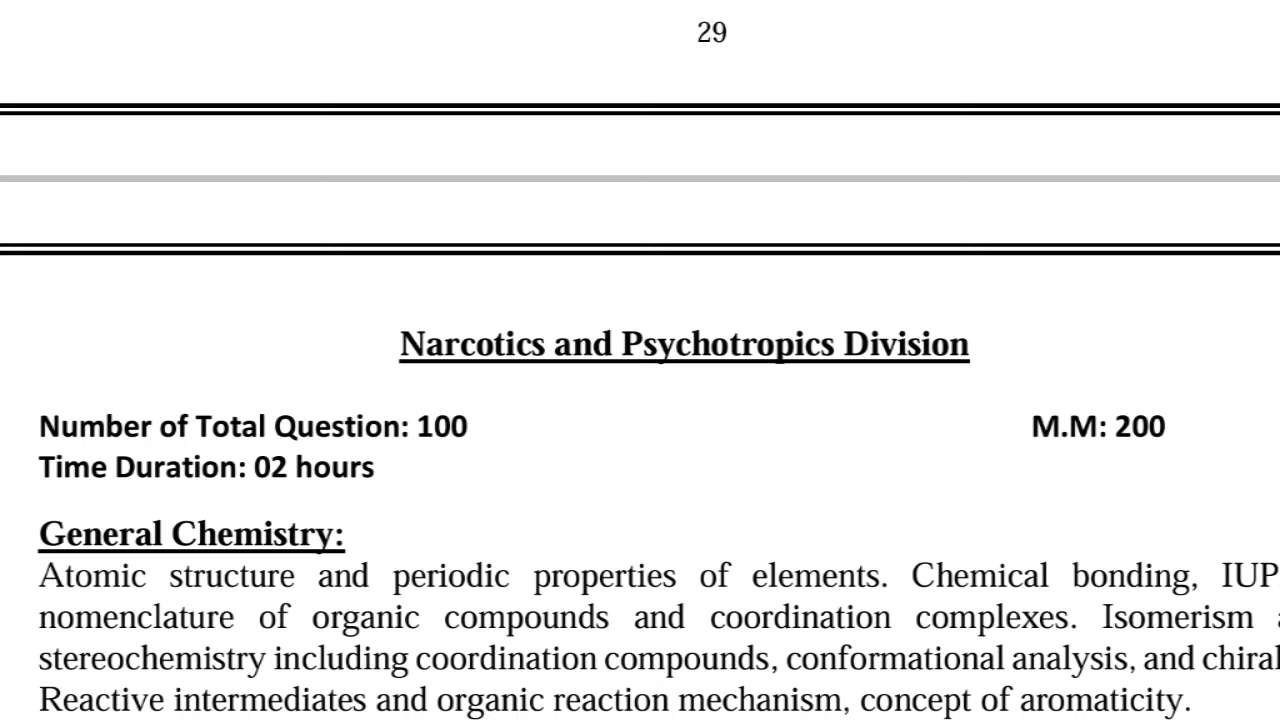 29
Narcotics and Psychotropics Division
Number of Total Question: 100 M.M: 200
Time Duration: 02 hours
General Chemistry:
Atomic structure and periodic properties of elements. Chemical bonding,
nomenclature of organic compounds and coordination complexes. Isomerism
stereochemistry including coordination compounds, conformational analysis, and
Reactive intermediates and organic reaction mechanism, concept of aromaticity.